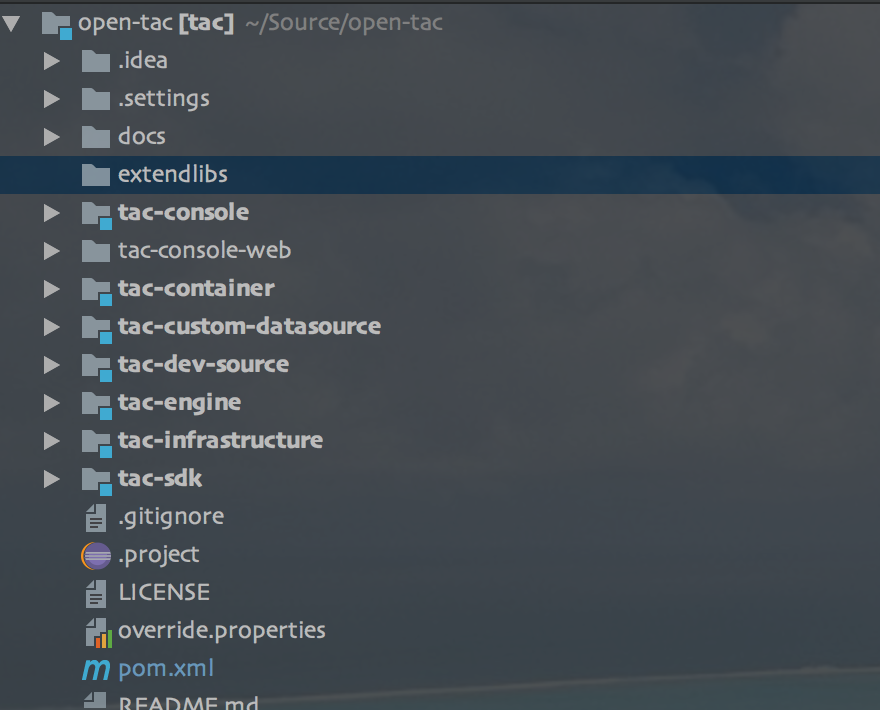 open-tac [tac] ~/Source/open-tac
.idea
.settings
docs
extendlibs
tac-console
tac-console-web
tac-container
tac-custom-datasource
tac-dev-source
tac-engine
tac-infrastructure
tac-sdk
.gitignore
.project
LICENSE
override.properties
pom.xml
README.md